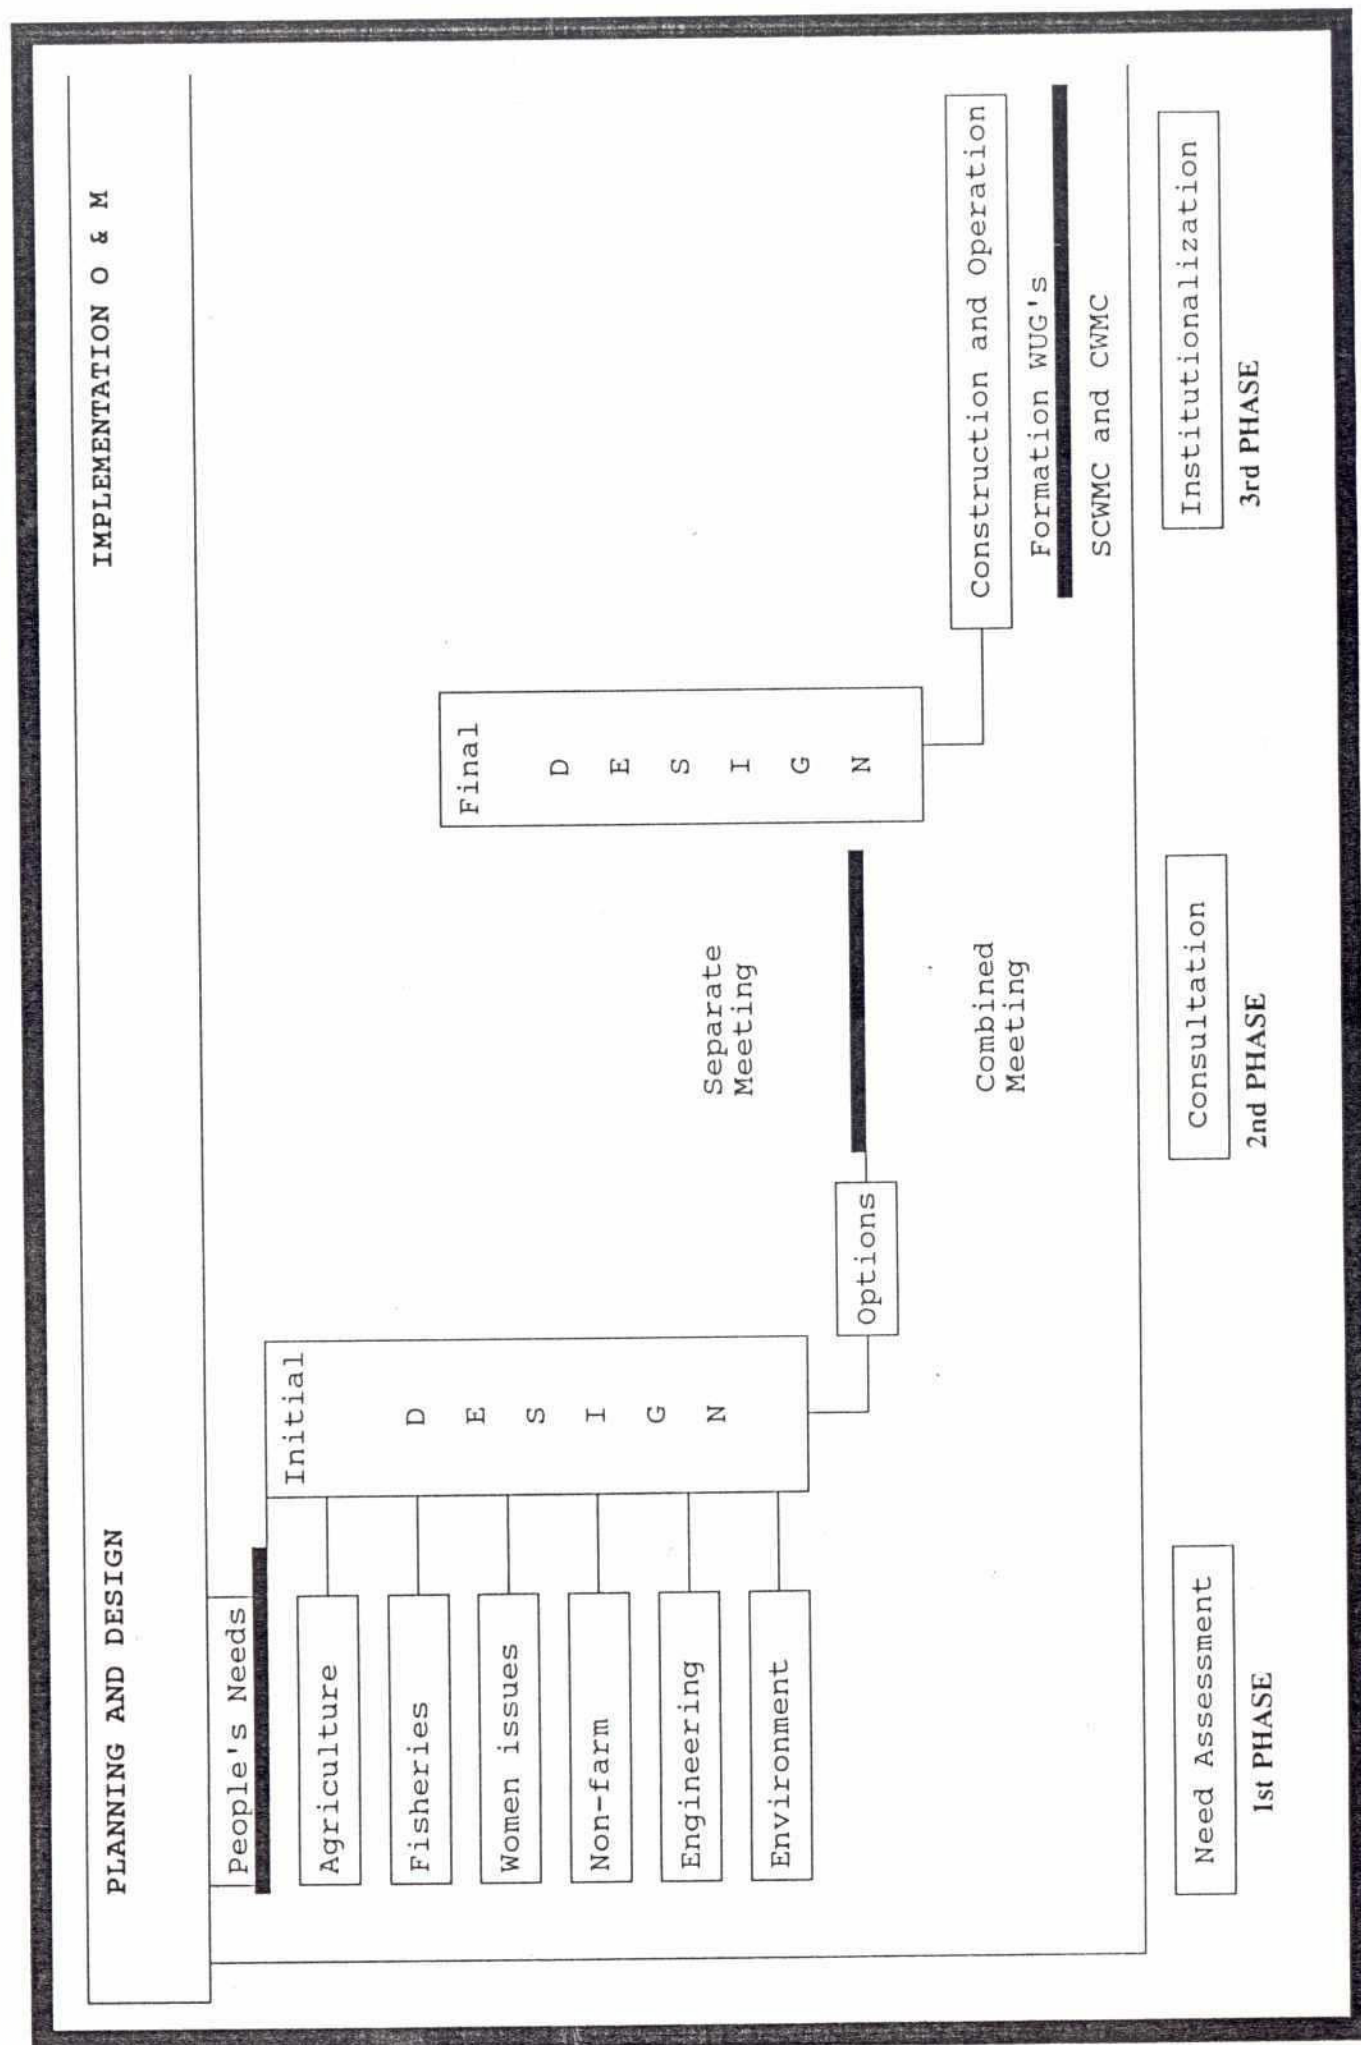 PLANNING AND DESIGN
IMPLEMENTATION O & M
People's Needs
Agriculture
Fisheries
Women issues
Non-farm
Engineering
Environment
Initial
D
E
S
I
G
N
Options
Separate
Meeting
Combined
Meeting
Final
D
E
S
I
G
N
Construction and Operation
Formation WUG's
SCWMC and CWMC
Need Assessment
1st PHASE
Consultation
2nd PHASE
Institutionalization
3rd PHASE